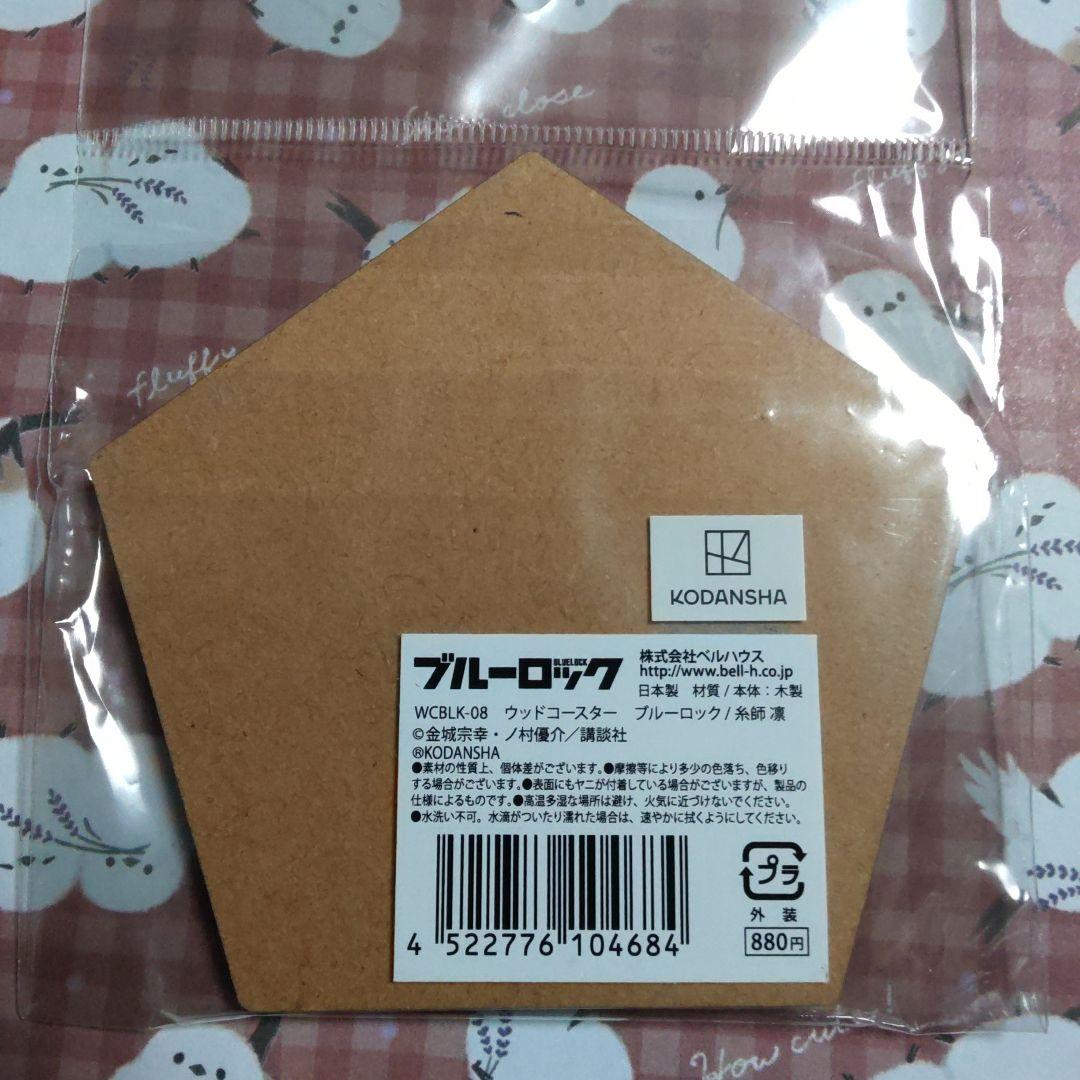 close
fluffy
fluffy
KODANSHA
ブルーロック
BLUELOCK
株式会社ベルハウス
http://www.bell-h.co.jp
日本製 材質/本体:木製
WCBLK-08 ウッドコースター ブルーロック/糸師 凛
©金城宗幸・ノ村優介/講談社
®KODANSHA
●素材の性質上、個体差がございます。●摩擦等により多少の色落ち、色移り
する場合がございます。●表面にもヤニが付着している場合がございますが、製品の
仕様によるものです。●高温多湿な場所は避け、火気に近づけないでください。
●水洗い不可。水滴がついたり濡れた場合は、速やかに拭くようにしてください。
プラ
外装
4 522776 104684
880円
How